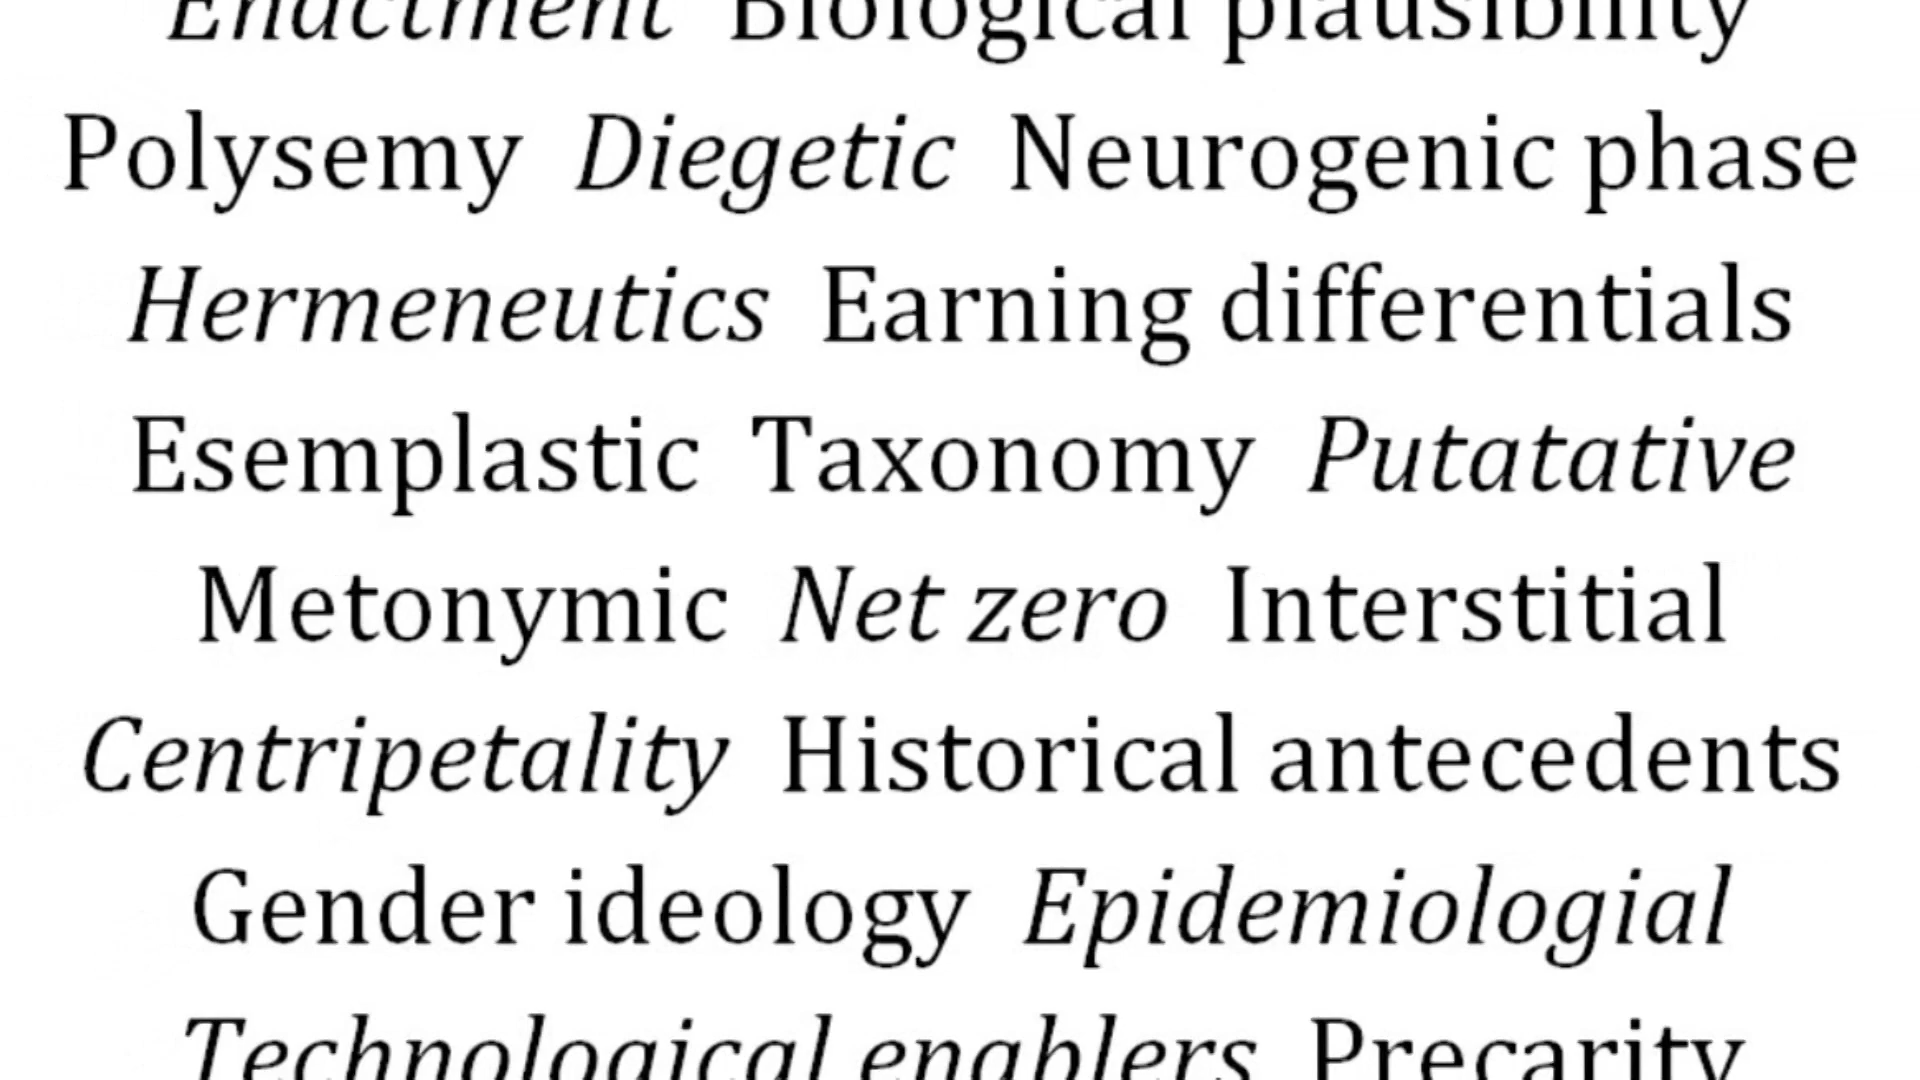 Enactment Biological plausibility
Polysemy Diegetic Neurogenic phase
Hermeneutics Earning differentials
Esemplastic Taxonomy Putatative
Metonymic Net zero Interstitial
Centripetality Historical antecedents
Gender ideology Epidemiologial
Technological enablers Precarity